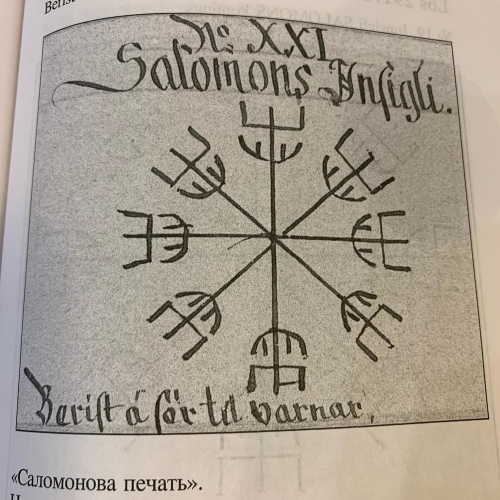 No. XXI
Salomons Insigli.
Berist á sér til varnar.
«Саломонова печать».